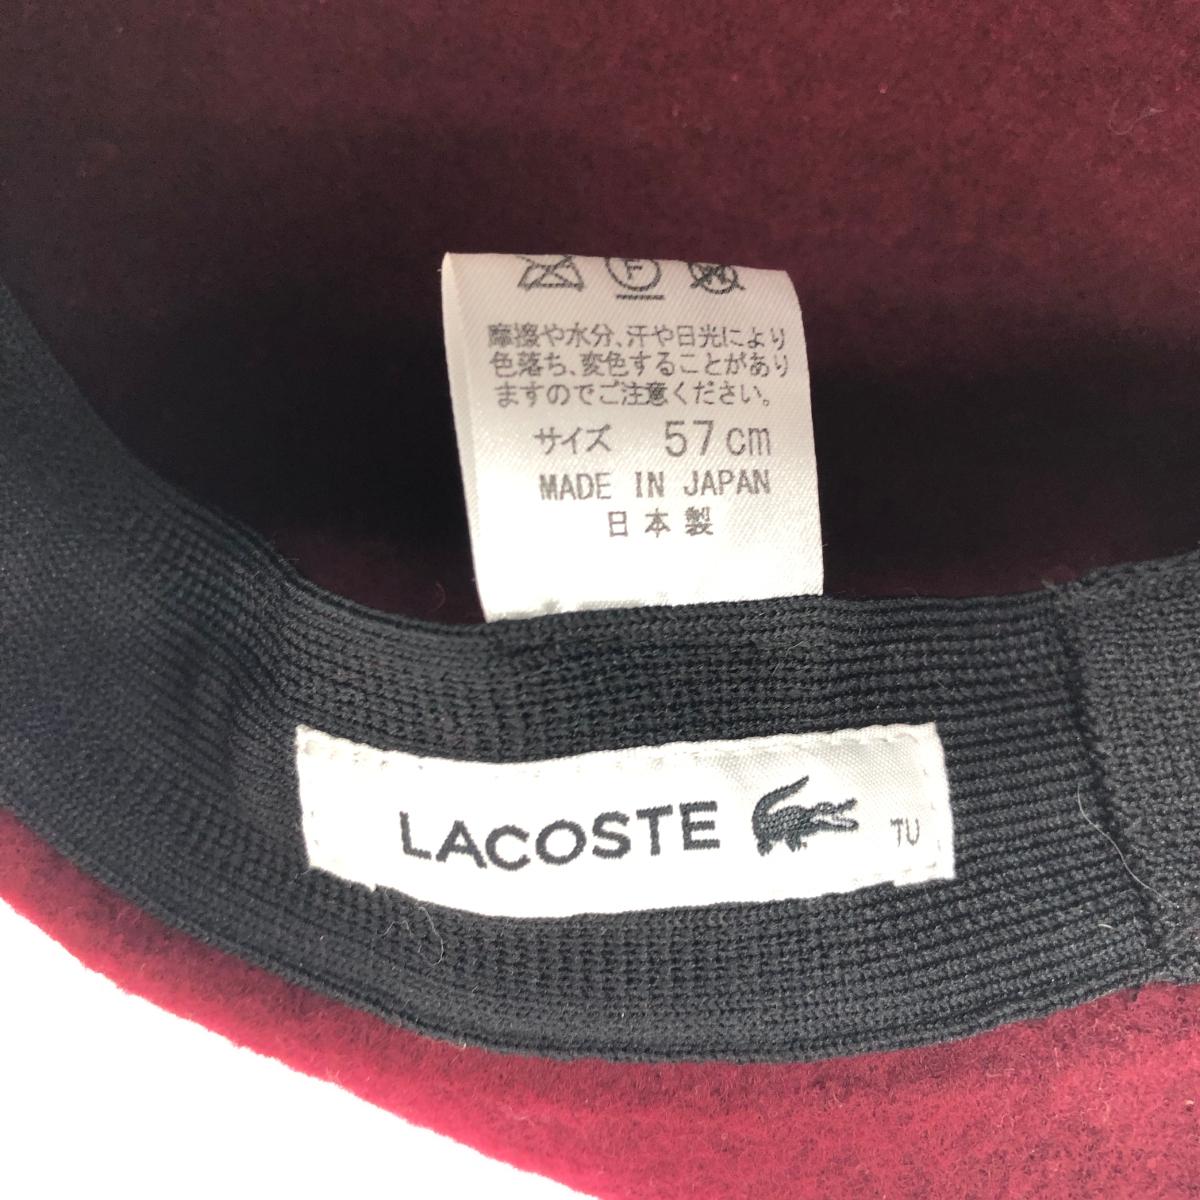 F
摩擦や水分、汗や日光により
色落ち、変色することがあり
ますのでご注意ください。
サイズ 57cm
MADE IN JAPAN
日本製
LACOSTE TU